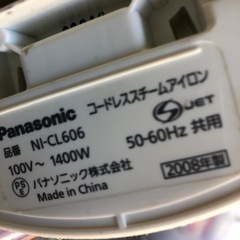 Panasonic コードレススチームアイロン
品番 NI-CL606
JET
100V～ 1400W 50-60Hz 共用
PS E パナソニック株式会社 2008年製
Made in China